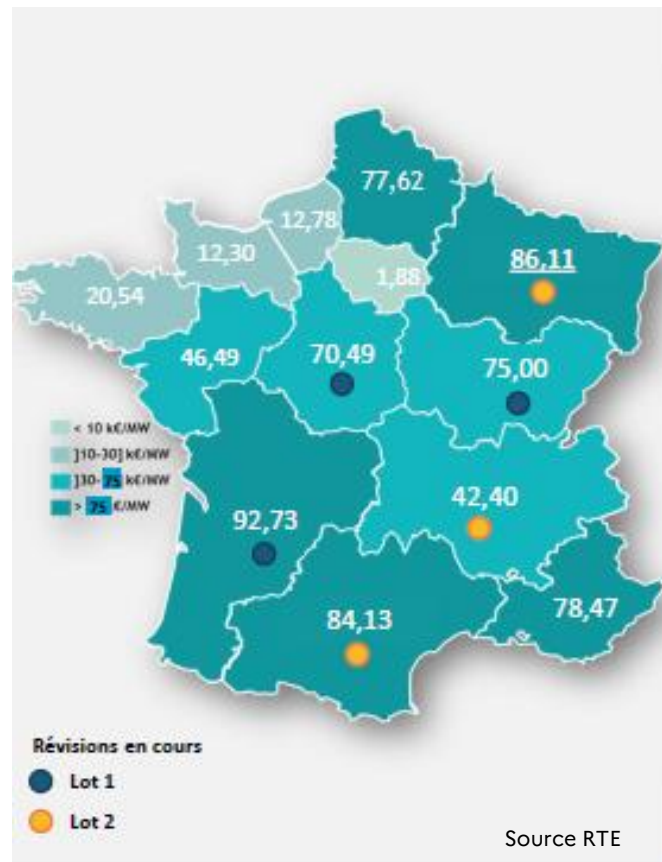 77,62
12,78
12,30
1,88
86,11
20,54
46,49
70,49
75,00
< 10 k€/MW
]10-30] k€/MW
]30- 75 k€/MW
> 75 €/MW
42,40
92,73
84,13
78,47
Révisions en cours
Lot 1
Lot 2
Source RTE